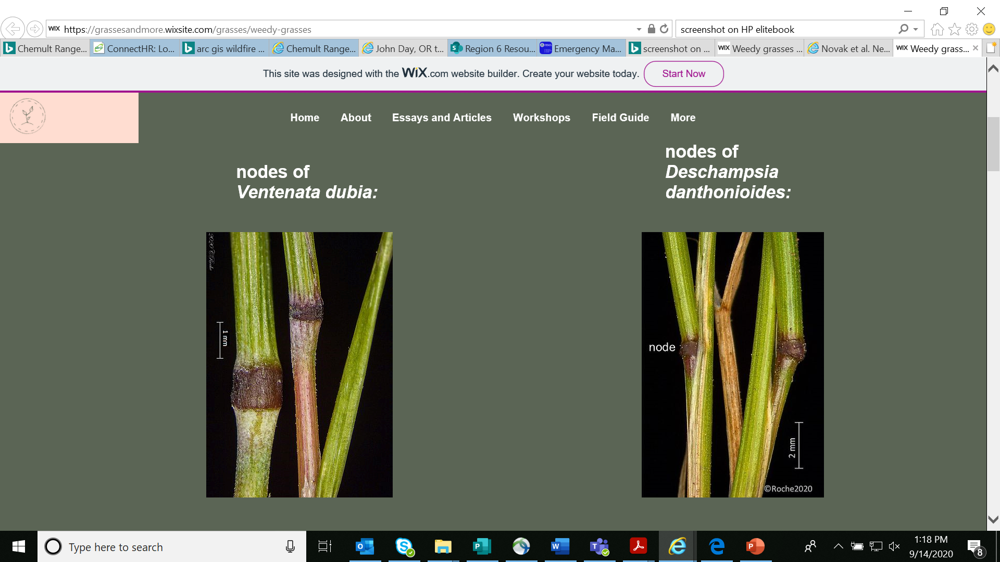 https://grassesandmore.wixsite.com/grasses/weedy-grasses
screenshot on HP elitebook
Chemult Range...
ConnectHR: Lo...
arc gis wildfire ...
Chemult Range...
John Day, OR t...
Region 6 Resou...
Emergency Ma...
screenshot on ...
WiX Weedy grasses ...
Novak et al. Ne...
WiX Weedy grass...
This site was designed with the WiX.com website builder. Create your website today.
Start Now
Home About Essays and Articles Workshops Field Guide More
nodes of
Ventenata dubia:
nodes of
Deschampsia
danthonioides:
1 mm
node
2 mm
©Roche2020
Type here to search
1:18 PM
9/14/2020
8